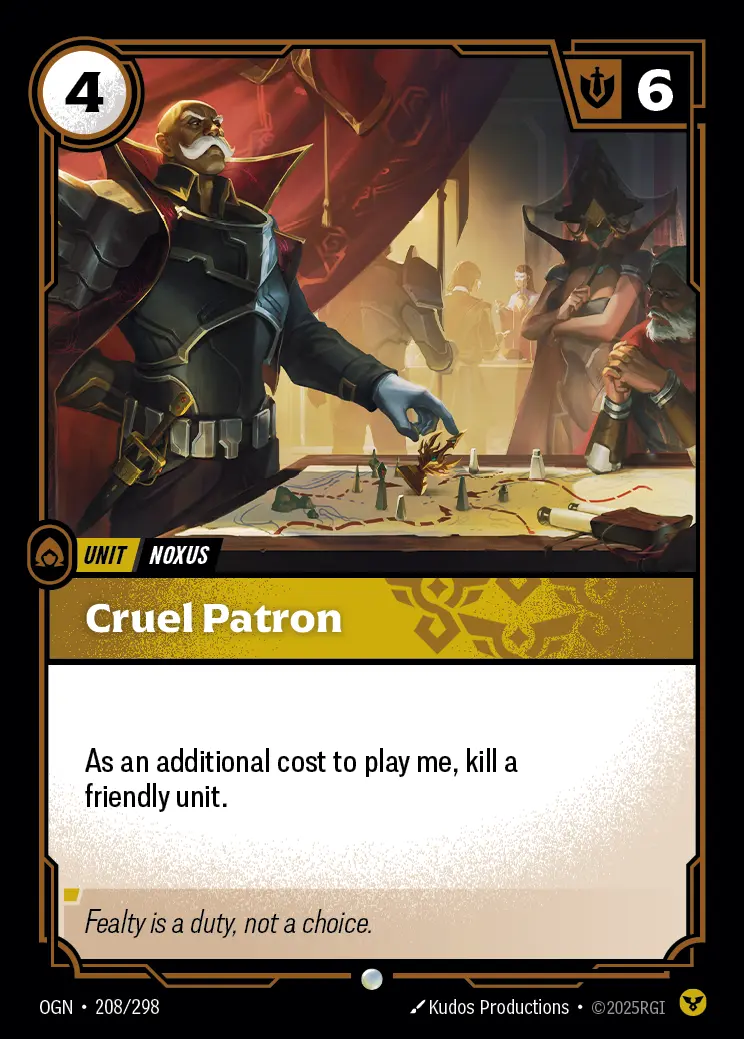 4
6
UNIT NOXUS
Cruel Patron
As an additional cost to play me, kill a
friendly unit.
Fealty is a duty, not a choice.
OGN • 208/298 Kudos Productions • ©2025RGI